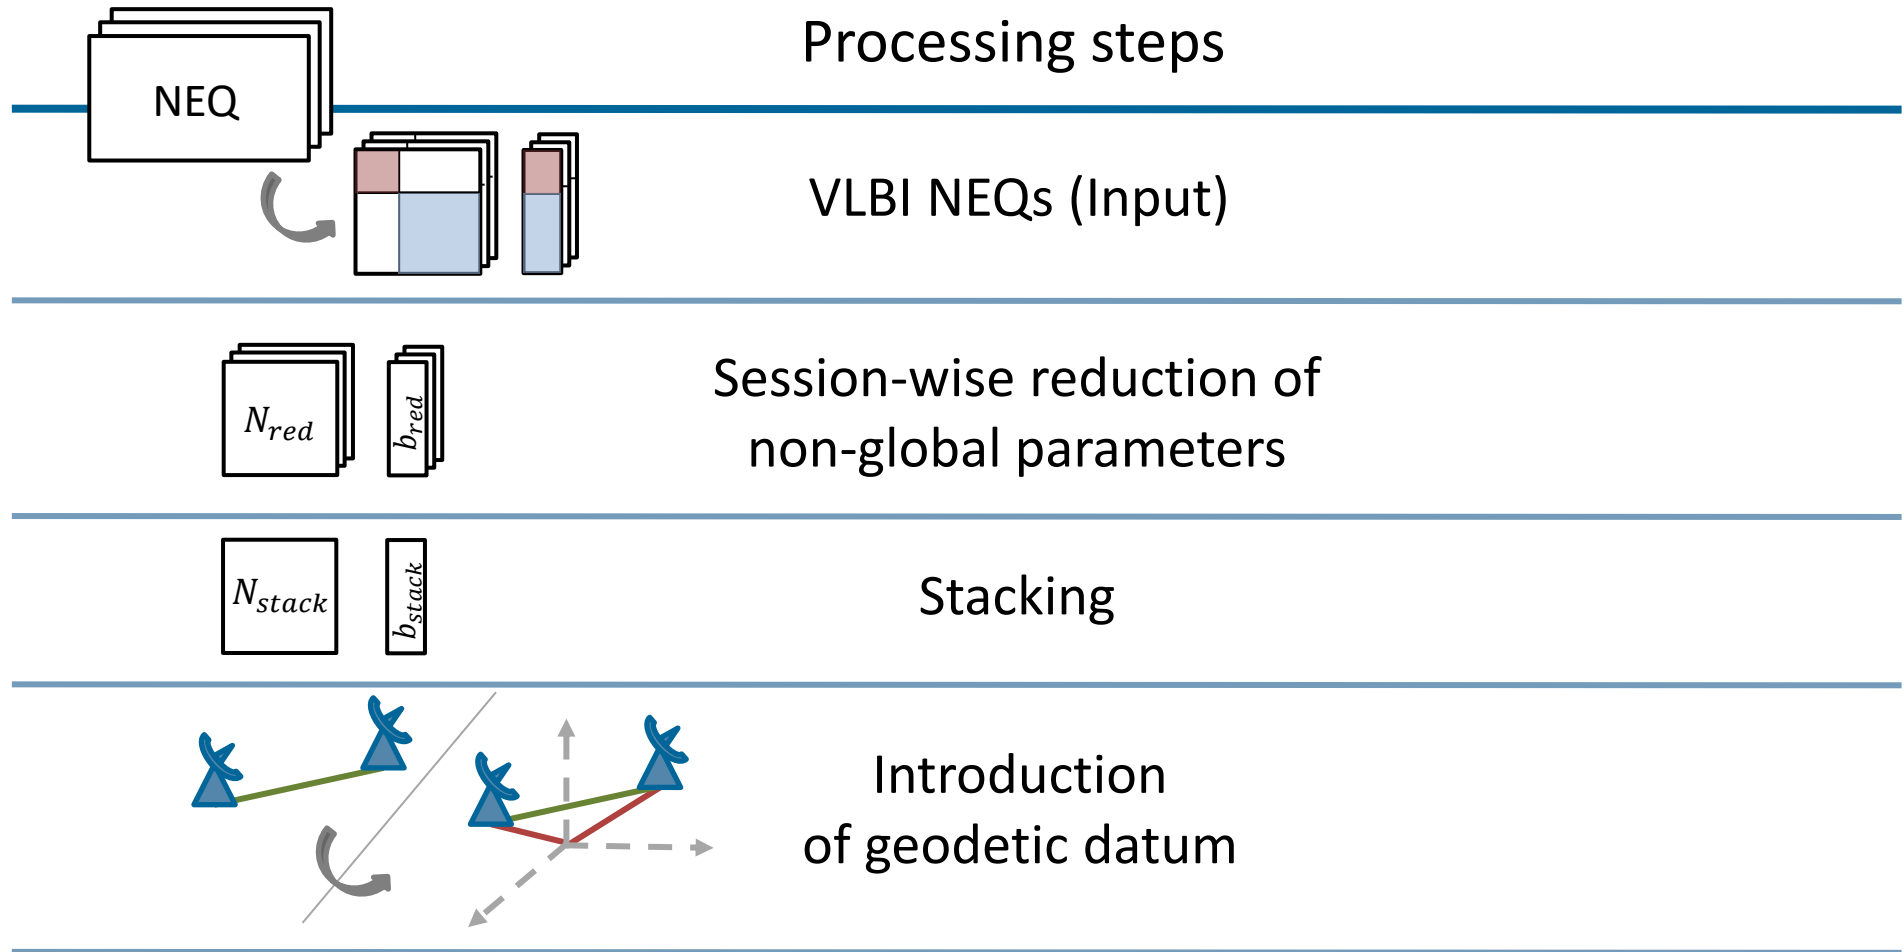 Processing steps
NEQ
VLBI NEQs (Input)
N_red
b_red
Session-wise reduction of
non-global parameters
N_stack
b_stack
Stacking
Introduction
of geodetic datum